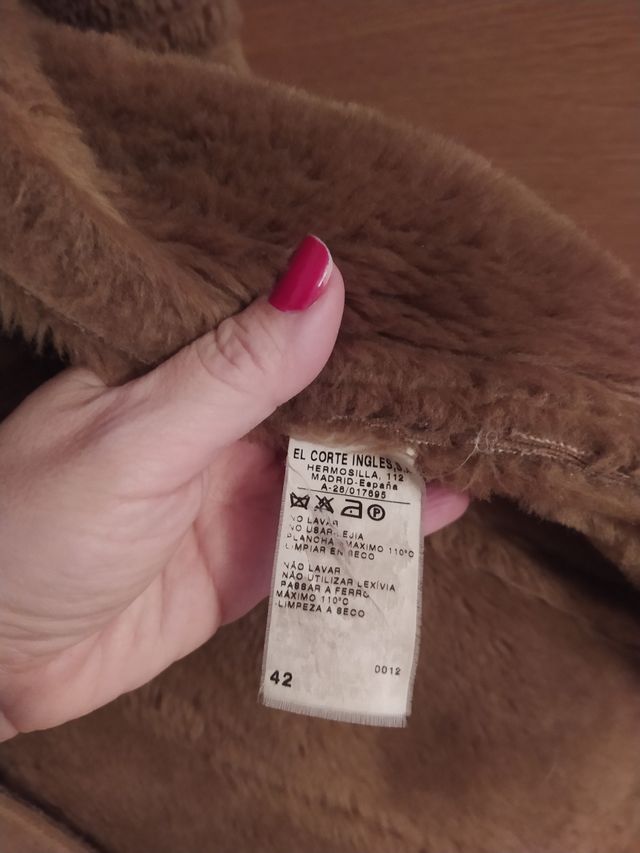 EL CORTE INGLES, S.A
HERMOSILLA, 112
MADRID-España
A-28/017895
P
NO LAVAR
NO USAR LEJIA
PLANCHA MAXIMO 110°C
LIMPIAR EN SECO
NÃO LAVAR
NÃO UTILIZAR LEXÍVIA
PASSAR A FERRO
MÁXIMO 110°C
LIMPEZA A SECO
42 0012